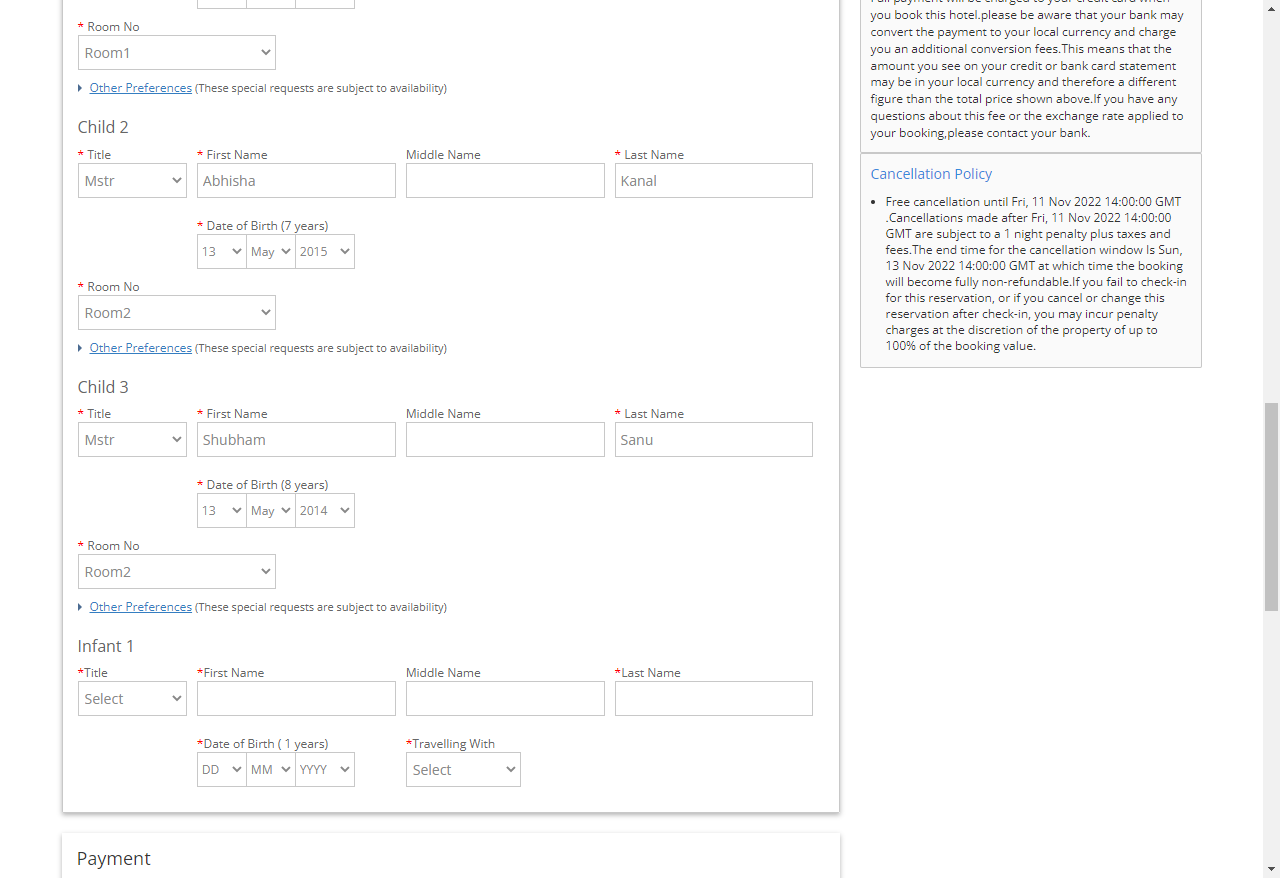 * Room No
Room1
Other Preferences (These special requests are subject to availability)
Child 2
* Title * First Name Middle Name * Last Name
Mstr Abhisha Kanal
* Date of Birth (7 years)
13 May 2015
* Room No
Room2
Other Preferences (These special requests are subject to availability)
Child 3
* Title * First Name Middle Name * Last Name
Mstr Shubham Sanu
* Date of Birth (8 years)
13 May 2014
* Room No
Room2
Other Preferences (These special requests are subject to availability)
Infant 1
*Title *First Name Middle Name *Last Name
Select
*Date of Birth ( 1 years) *Travelling With
DD MM YYYY Select
Payment
Full payment will be charged to your credit card when
you book this hotel.please be aware that your bank may
convert the payment to your local currency and charge
you an additional conversion fees.This means that the
amount you see on your credit or bank card statement
may be in your local currency and therefore a different
figure than the total price shown above.If you have any
questions about this fee or the exchange rate applied to
your booking,please contact your bank.
Cancellation Policy
• Free cancellation until Fri, 11 Nov 2022 14:00:00 GMT
.Cancellations made after Fri, 11 Nov 2022 14:00:00
GMT are subject to a 1 night penalty plus taxes and
fees.The end time for the cancellation window Is Sun,
13 Nov 2022 14:00:00 GMT at which time the booking
will become fully non-refundable.If you fail to check-in
for this reservation, or if you cancel or change this
reservation after check-in, you may incur penalty
charges at the discretion of the property of up to
100% of the booking value.